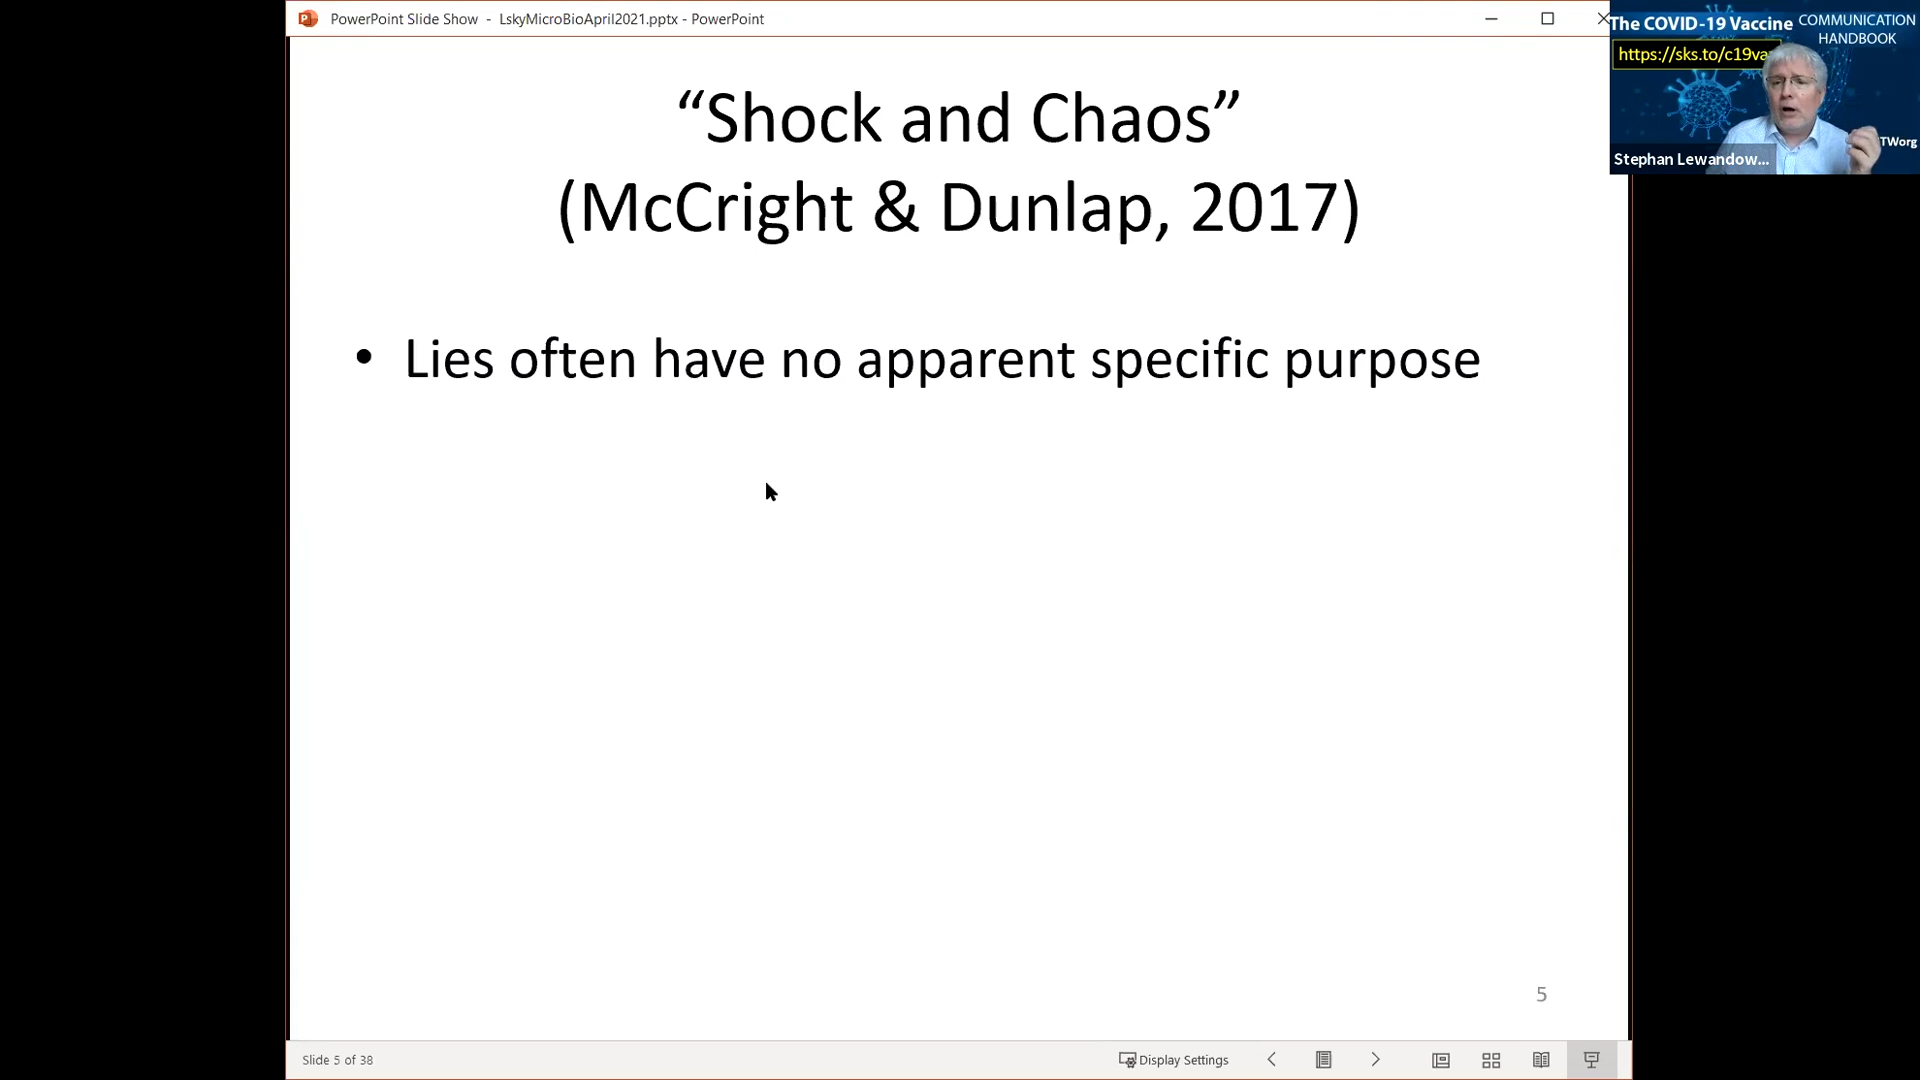 PowerPoint Slide Show - LskyMicroBioApril2021.pptx - PowerPoint
The COVID-19 Vaccine COMMUNICATION
HANDBOOK
https://sks.to/c19va
TWorg
Stephan Lewandow...
“Shock and Chaos”
(McCright & Dunlap, 2017)
• Lies often have no apparent specific purpose
5
Slide 5 of 38
Display Settings